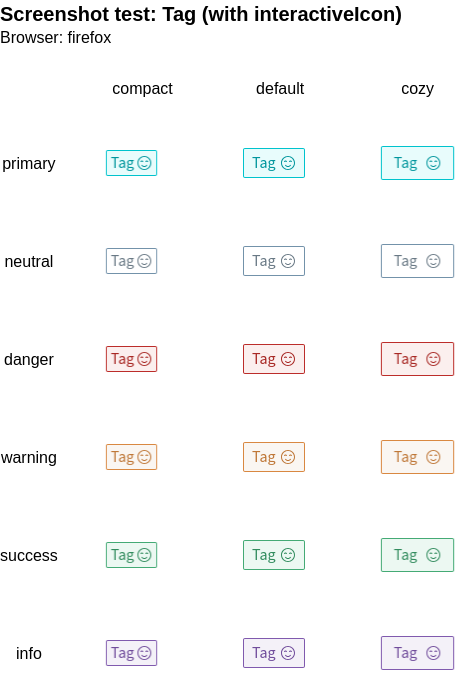 Screenshot test: Tag (with interactiveIcon)
Browser: firefox
compact default cozy
primary Tag Tag Tag
neutral Tag Tag Tag
danger Tag Tag Tag
warning Tag Tag Tag
success Tag Tag Tag
info Tag Tag Tag